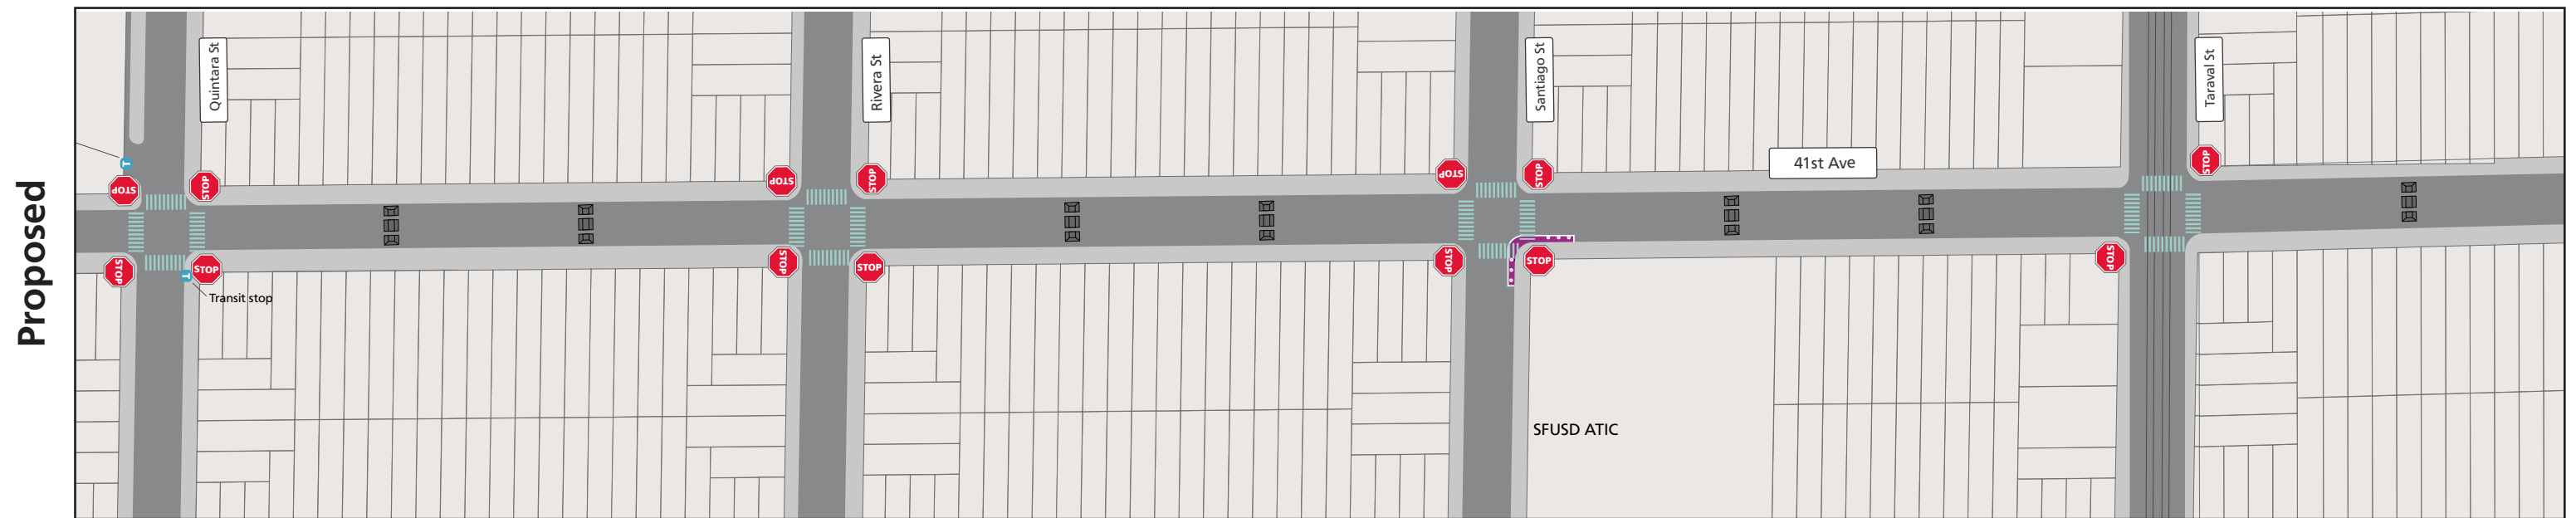 Proposed
Quintara St
Rivera St
Santiago St
Taraval St
41st Ave
T
STOP
STOP
STOP
STOP
STOP
STOP
STOP
STOP
STOP
STOP
STOP
STOP
STOP
STOP
T
Transit stop
SFUSD ATIC